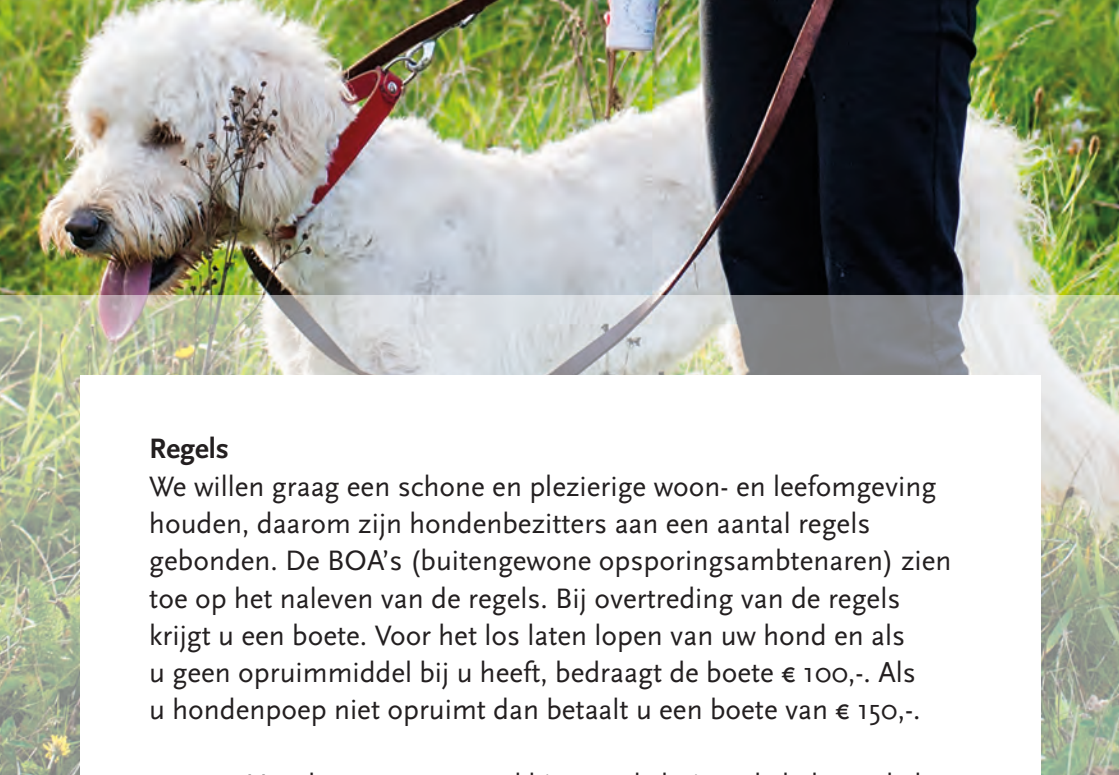 Regels
We willen graag een schone en plezierige woon- en leefomgeving
houden, daarom zijn hondenbezitters aan een aantal regels
gebonden. De BOA’s (buitengewone opsporingsambtenaren) zien
toe op het naleven van de regels. Bij overtreding van de regels
krijgt u een boete. Voor het los laten lopen van uw hond en als
u geen opruimmiddel bij u heeft, bedraagt de boete € 100,-. Als
u hondenpoep niet opruimt dan betaalt u een boete van € 150,-.